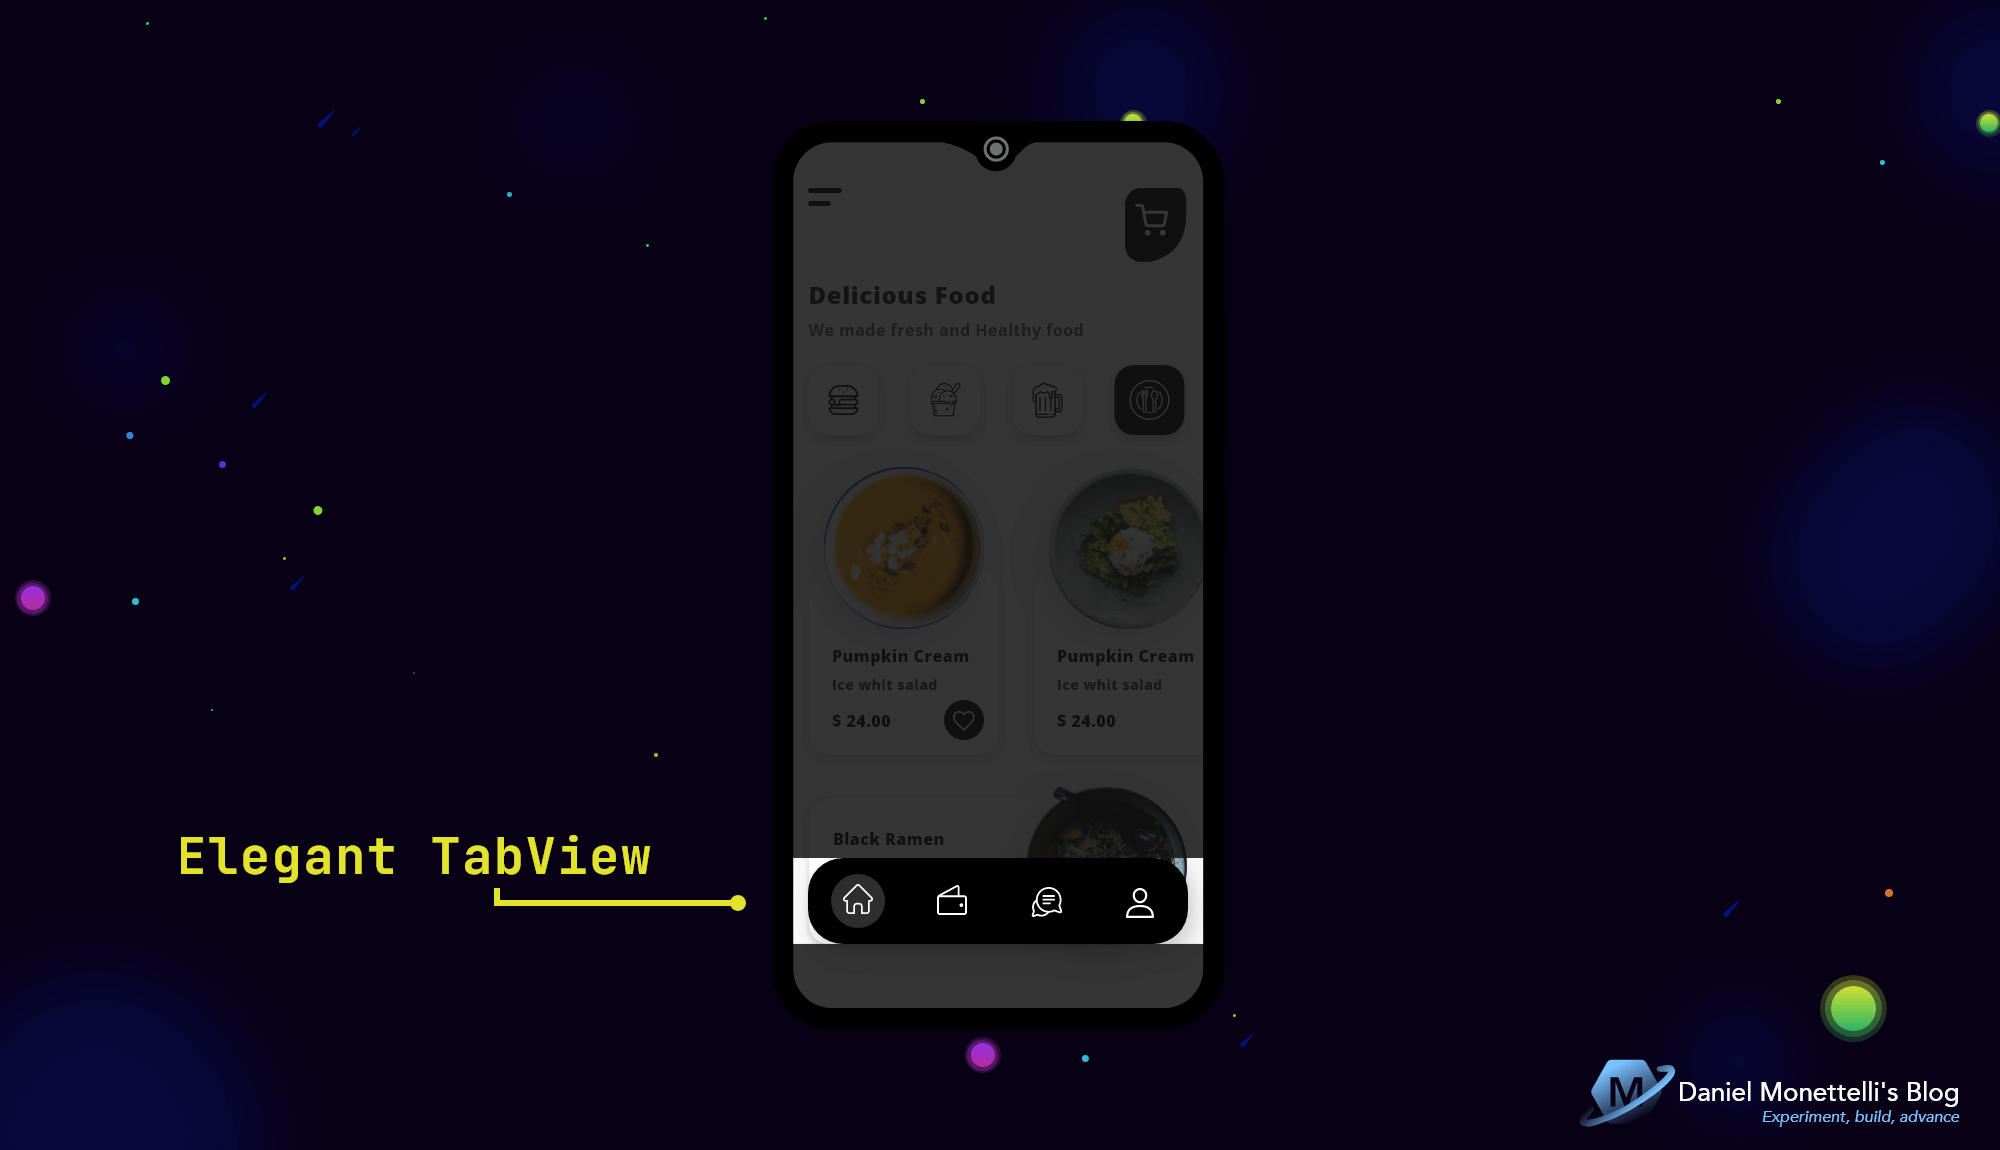 Delicious Food
We made fresh and Healthy food
Pumpkin Cream
Ice whit salad
$ 24.00
Pumpkin Cream
Ice whit salad
$ 24.00
Black Ramen
Elegant TabView
M
Daniel Monettelli's Blog
Experiment, build, advance